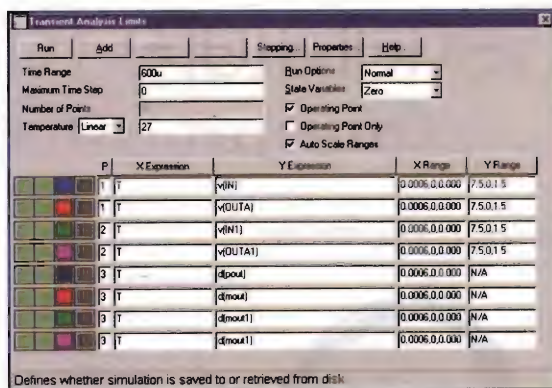 Transient Analysis Limits
Run Add Stepping... Properties... Help...
Time Range 600u Run Options Normal
Maximum Time Step 0 State Variables Zero
Number of Points Operating Point
Temperature Linear 27 Operating Point Only
Auto Scale Ranges
P X Expression Y Expression X Range Y Range
1 T v(IN) 0.0006,0,0.000 7.5,0,1.5
1 T v(OUTA) 0.0006,0,0.000 7.5,0,1.5
2 T v(IN1) 0.0006,0,0.000 7.5,0,1.5
2 T v(OUTA1) 0.0006,0,0.000 7.5,0,1.5
3 T d(pout) 0.0006,0,0.000 N/A
3 T d(mout) 0.0006,0,0.000 N/A
3 T d(mout1) 0.0006,0,0.000 N/A
3 T d(mout1) 0.0006,0,0.000 N/A
Defines whether simulation is saved to or retrieved from disk